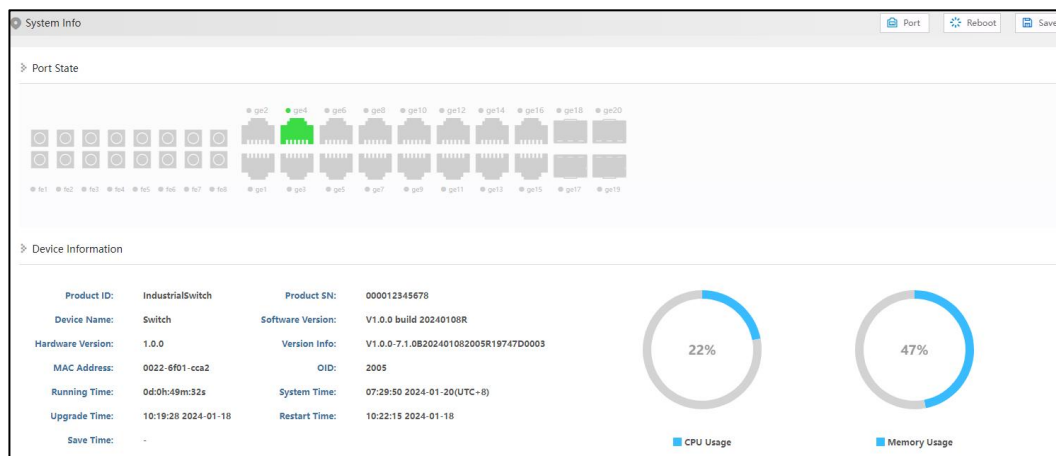 System Info
Port Reboot Save
Port State
ge2 ge4 ge6 ge8 ge10 ge12 ge14 ge16 ge18 ge20
fe1 fe2 fe3 fe4 fe5 fe6 fe7 fe8 ge1 ge3 ge5 ge7 ge9 ge11 ge13 ge15 ge17 ge19
Device Information
Product ID: IndustrialSwitch Product SN: 000012345678
Device Name: Switch Software Version: V1.0.0 build 20240108R
Hardware Version: 1.0.0 Version Info: V1.0.0-7.1.0B202401082005R19747D0003
MAC Address: 0022-6f01-cca2 OID: 2005
Running Time: 0d:0h:49m:32s System Time: 07:29:50 2024-01-20(UTC+8)
Upgrade Time: 10:19:28 2024-01-18 Restart Time: 10:22:15 2024-01-18
Save Time: -
22% 47%
CPU Usage Memory Usage